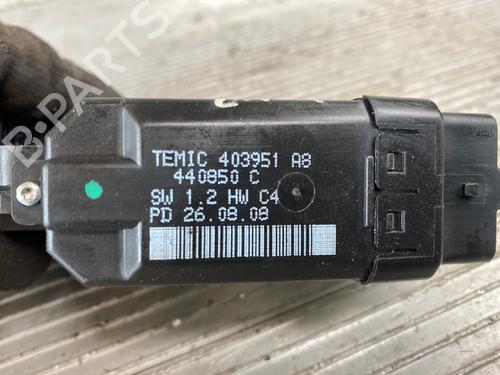 B-PARTS
TEMIC 403951 A8
440850 C
SW 1.2 HW C4
PD 26.08.08